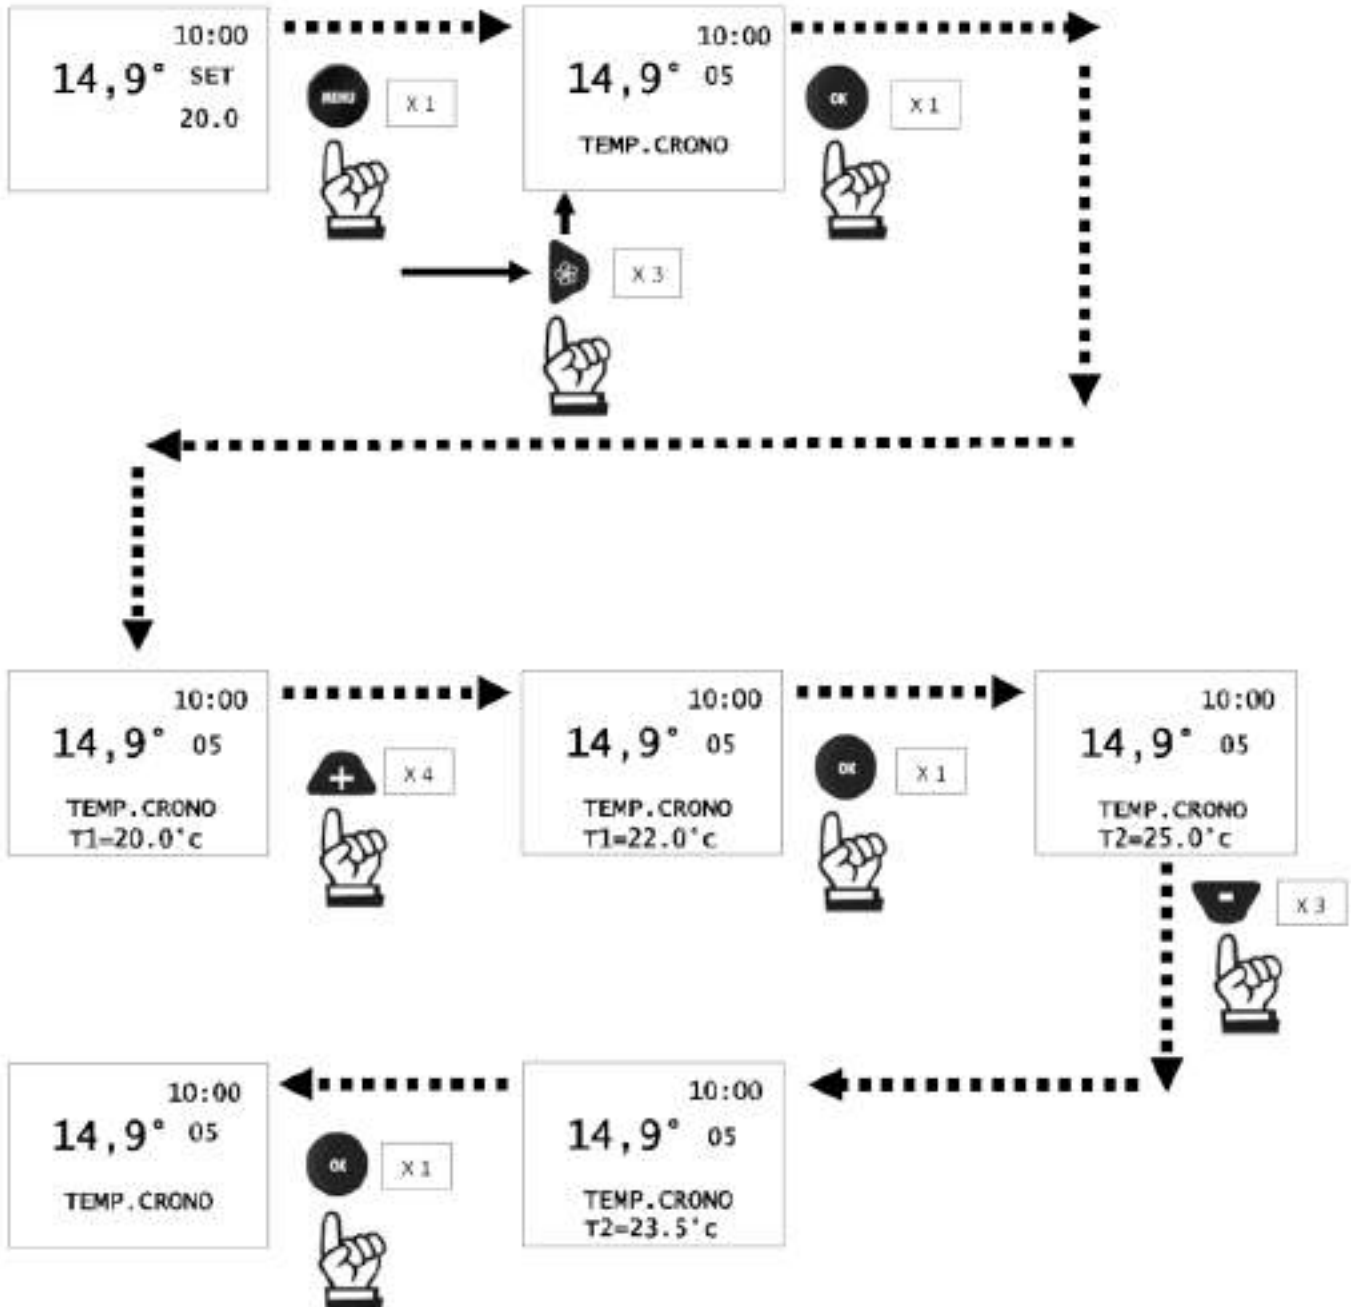 10:00
14,9° SET
20.0
MENU
X 1
10:00
14,9° 05
TEMP.CRONO
OK
X 1
X 3
10:00
14,9° 05
TEMP.CRONO
T1=20.0°c
+
X 4
10:00
14,9° 05
TEMP.CRONO
T1=22.0°c
OK
X 1
10:00
14,9° 05
TEMP.CRONO
T2=25.0°c
-
X 3
10:00
14,9° 05
TEMP.CRONO
OK
X 1
10:00
14,9° 05
TEMP.CRONO
T2=23.5°c